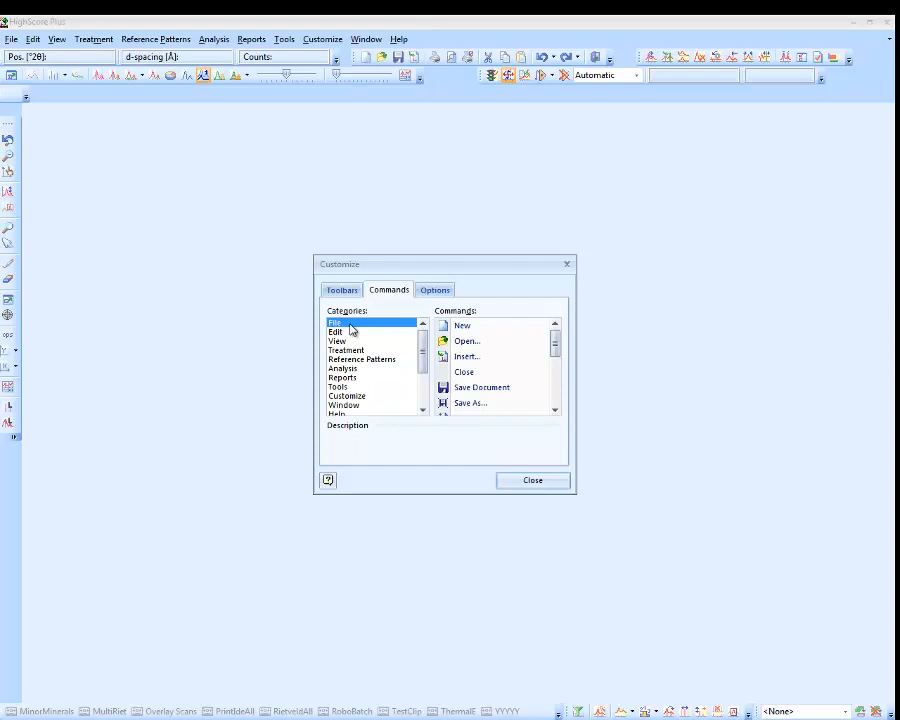 HighScore Plus
File Edit View Treatment Reference Patterns Analysis Reports Tools Customize Window Help
Pos. [°2θ]: d-spacing [Å]: Counts:
Automatic
Customize
Toolbars Commands Options
Categories: Commands:
File
Edit
View
Treatment
Reference Patterns
Analysis
Reports
Tools
Customize
Window
Help
New
Open...
Insert...
Close
Save Document
Save As...
Description
Close
MinorMinerals MultiRiet Overlay Scans PrintIdeAll RietveldAll RoboBatch TestClip ThermalE YYYYY <None>